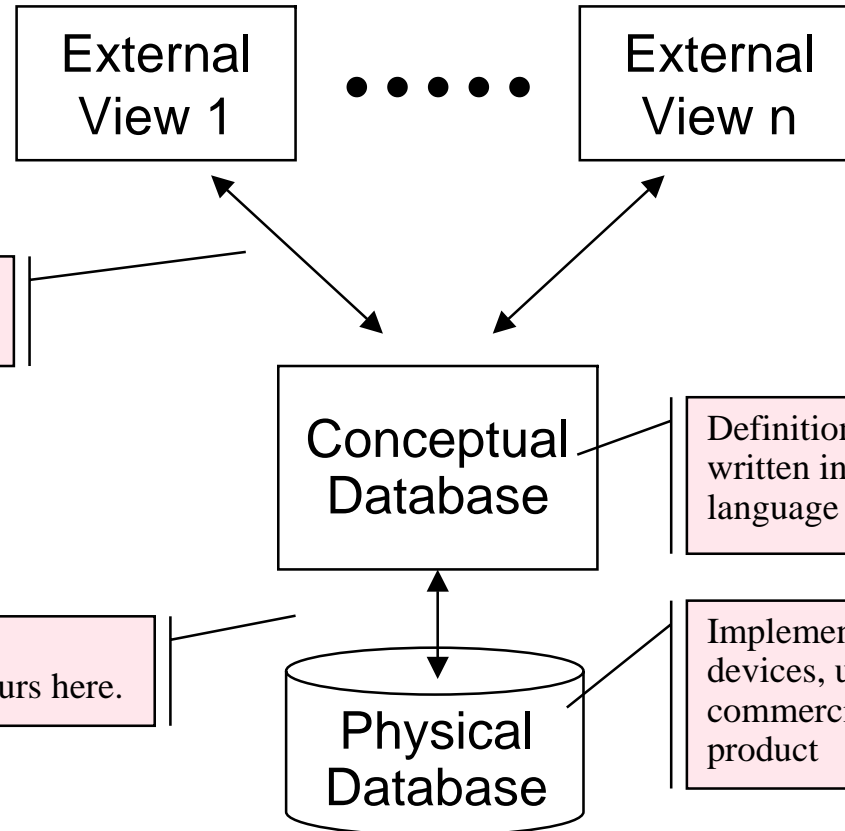 External
View 1
External
View n
Conceptual
Database
Definition
written in
language
urs here.
Physical
Database
Implemen
devices, u
commerci
product